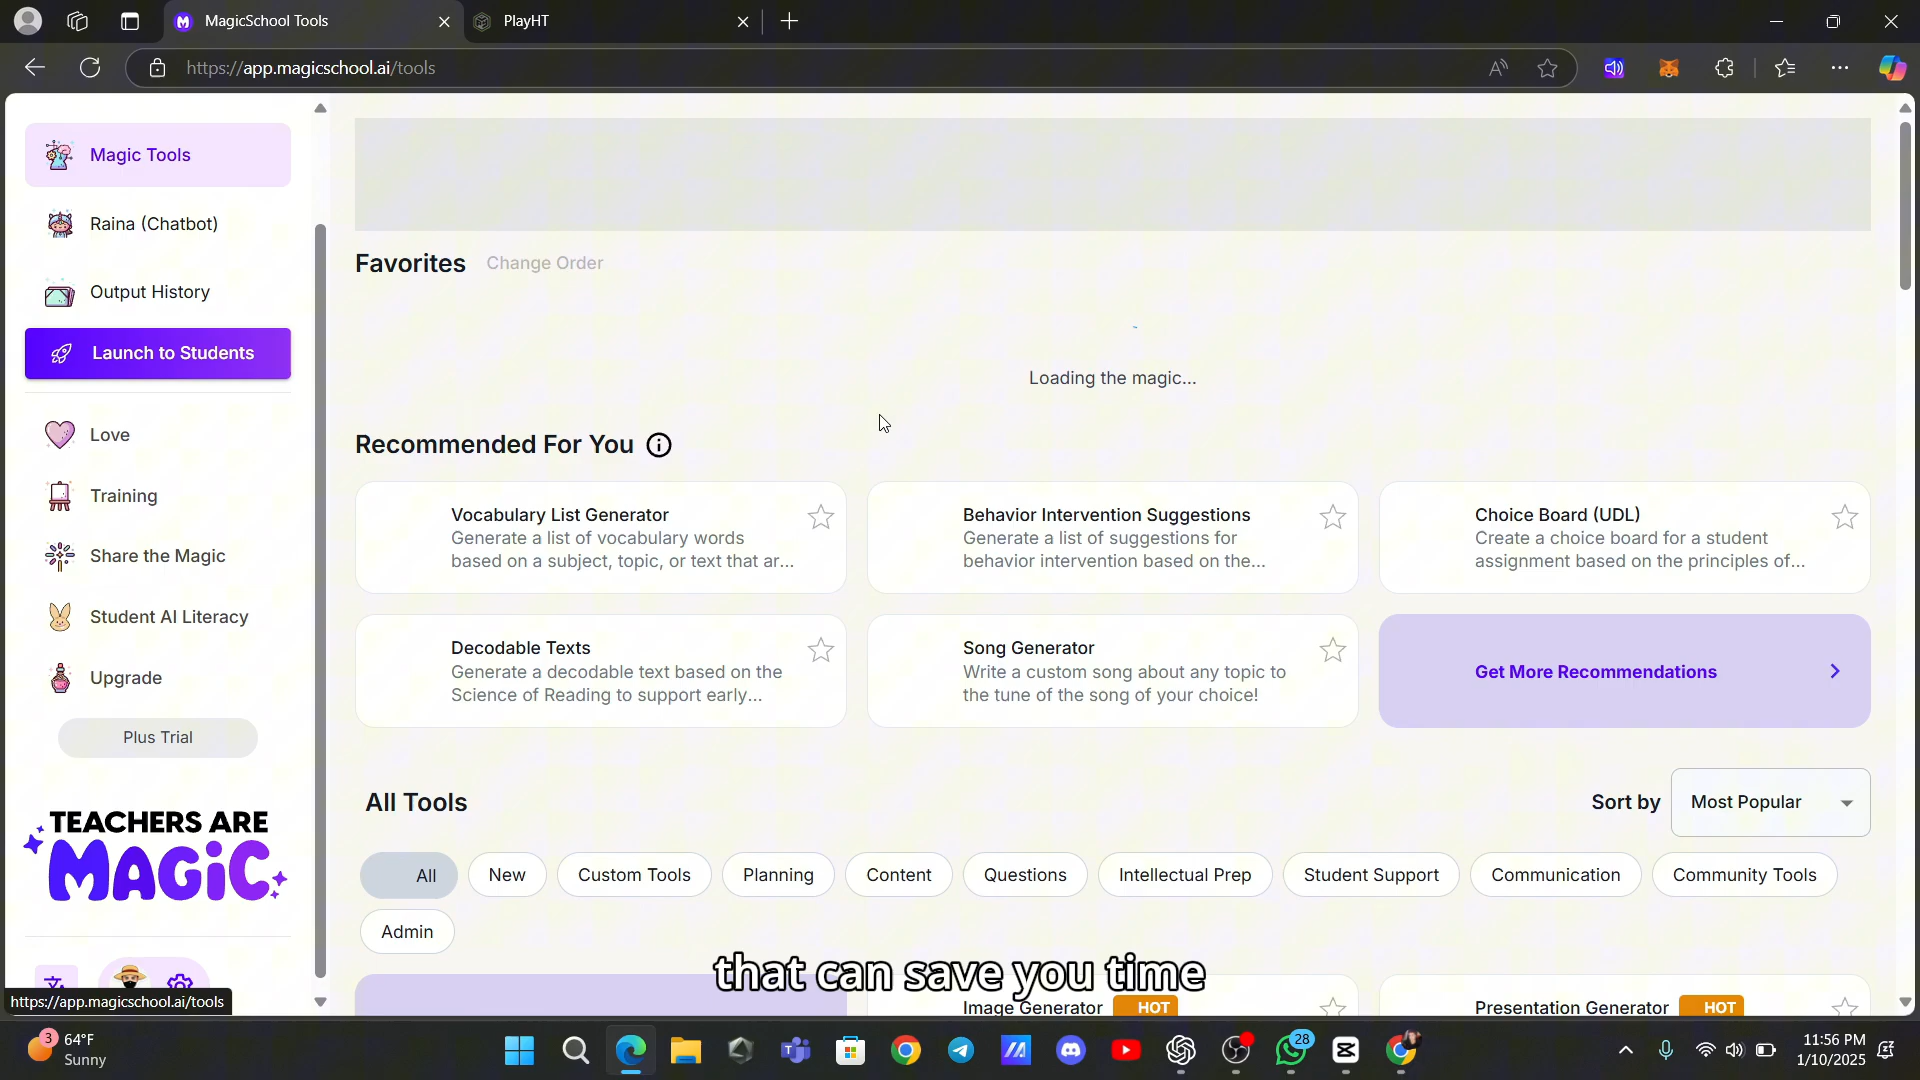 MagicSchool Tools
PlayHT
https://app.magicschool.ai/tools
Magic Tools
Raina (Chatbot)
Output History
Launch to Students
Love
Training
Share the Magic
Student AI Literacy
Upgrade
Plus Trial
TEACHERS ARE
MAGiC
https://app.magicschool.ai/tools
Favorites Change Order
Loading the magic...
Recommended For You
Vocabulary List Generator
Generate a list of vocabulary words
based on a subject, topic, or text that ar...
Behavior Intervention Suggestions
Generate a list of suggestions for
behavior intervention based on the...
Choice Board (UDL)
Create a choice board for a student
assignment based on the principles of...
Decodable Texts
Generate a decodable text based on the
Science of Reading to support early...
Song Generator
Write a custom song about any topic to
the tune of the song of your choice!
Get More Recommendations
All Tools
Sort by Most Popular
All New Custom Tools Planning Content Questions Intellectual Prep Student Support Communication Community Tools
Admin
that can save you time
Image Generator HOT
Presentation Generator HOT
3
64°F
Sunny
28
11:56 PM
1/10/2025